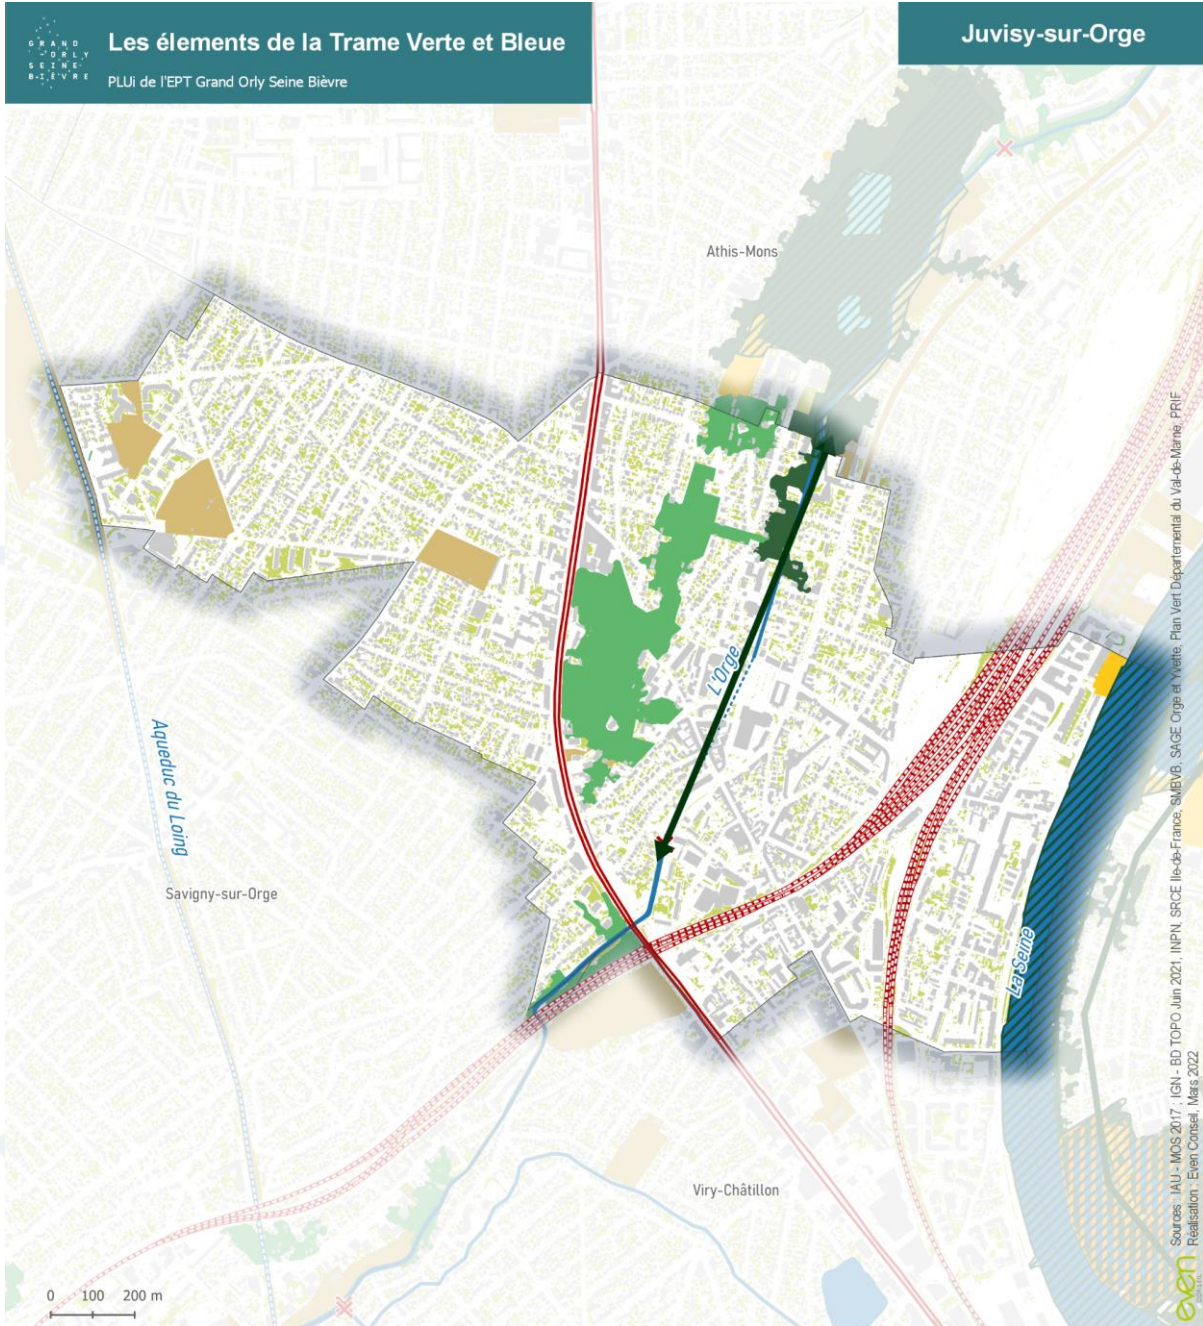 GRAND
ORLY
SEINE
BIÈVRE
Les élements de la Trame Verte et Bleue
PLUi de l'EPT Grand Orly Seine Bièvre
Juvisy-sur-Orge
Athis-Mons
L'Orge
Aqueduc du Loing
Savigny-sur-Orge
La Seine
Viry-Châtillon
0 100 200 m
Sources : IAU - MOS 2017 ; IGN - BD TOPO Juin 2021, INPN, SRCE Ile-de-France, SMBVB, SAGE Orge et Yvette, Plan Vert Départemental du Val-de-Marne, PRIF
Réalisation : Even Conseil, Mars 2022
even